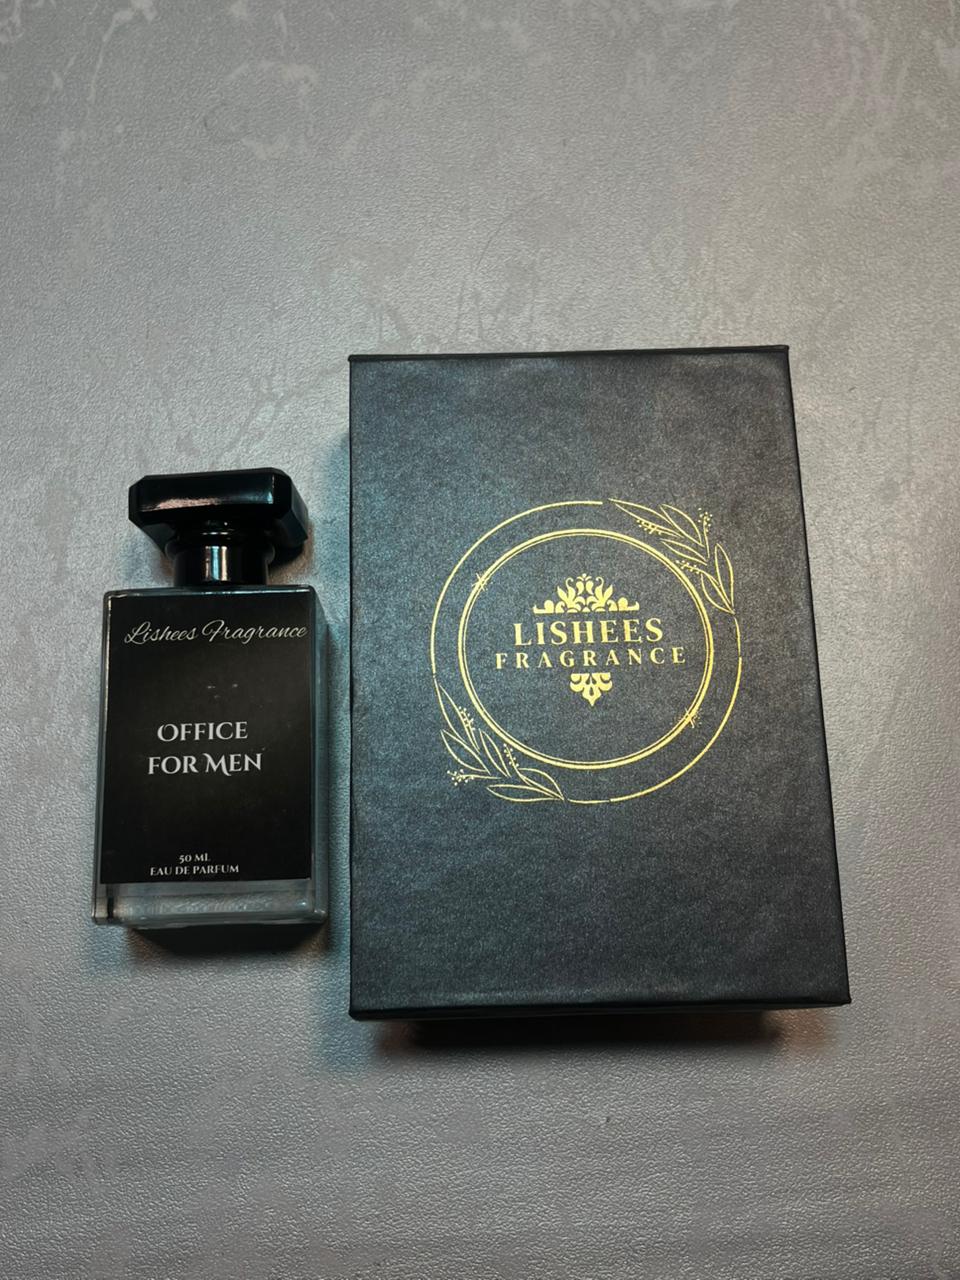 Lishees Fragrance
OFFICE
FOR MEN
50 ML
EAU DE PARFUM
LISHEES
FRAGRANCE